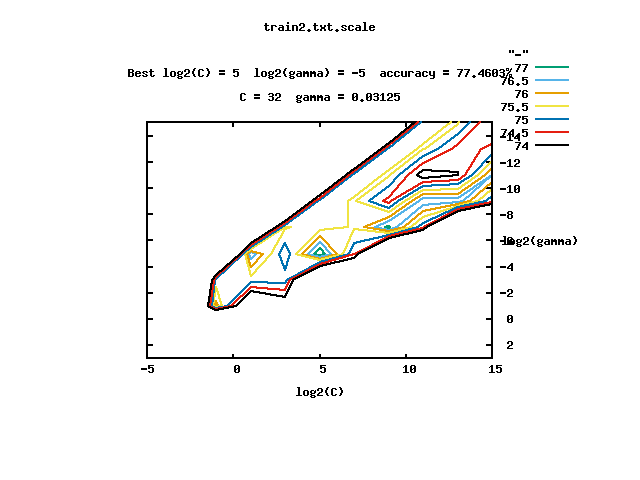 train2.txt.scale
"-"
Best log2(C) = 5  log2(gamma) = -5  accuracy = 77.4603%
77
76.5
C = 32  gamma = 0.03125
76
75.5
75
74.5
74
-14
-12
-10
-8
-6
log2(gamma)
-4
-2
0
2
-5 0 5 10 15
log2(C)